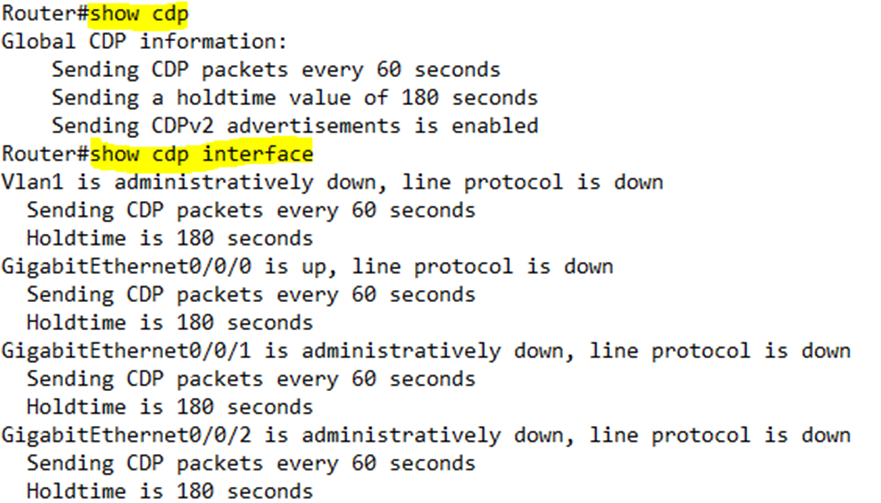 Router#show cdp
Global CDP information:
    Sending CDP packets every 60 seconds
    Sending a holdtime value of 180 seconds
    Sending CDPv2 advertisements is enabled
Router#show cdp interface
Vlan1 is administratively down, line protocol is down
  Sending CDP packets every 60 seconds
  Holdtime is 180 seconds
GigabitEthernet0/0/0 is up, line protocol is down
  Sending CDP packets every 60 seconds
  Holdtime is 180 seconds
GigabitEthernet0/0/1 is administratively down, line protocol is down
  Sending CDP packets every 60 seconds
  Holdtime is 180 seconds
GigabitEthernet0/0/2 is administratively down, line protocol is down
  Sending CDP packets every 60 seconds
  Holdtime is 180 seconds